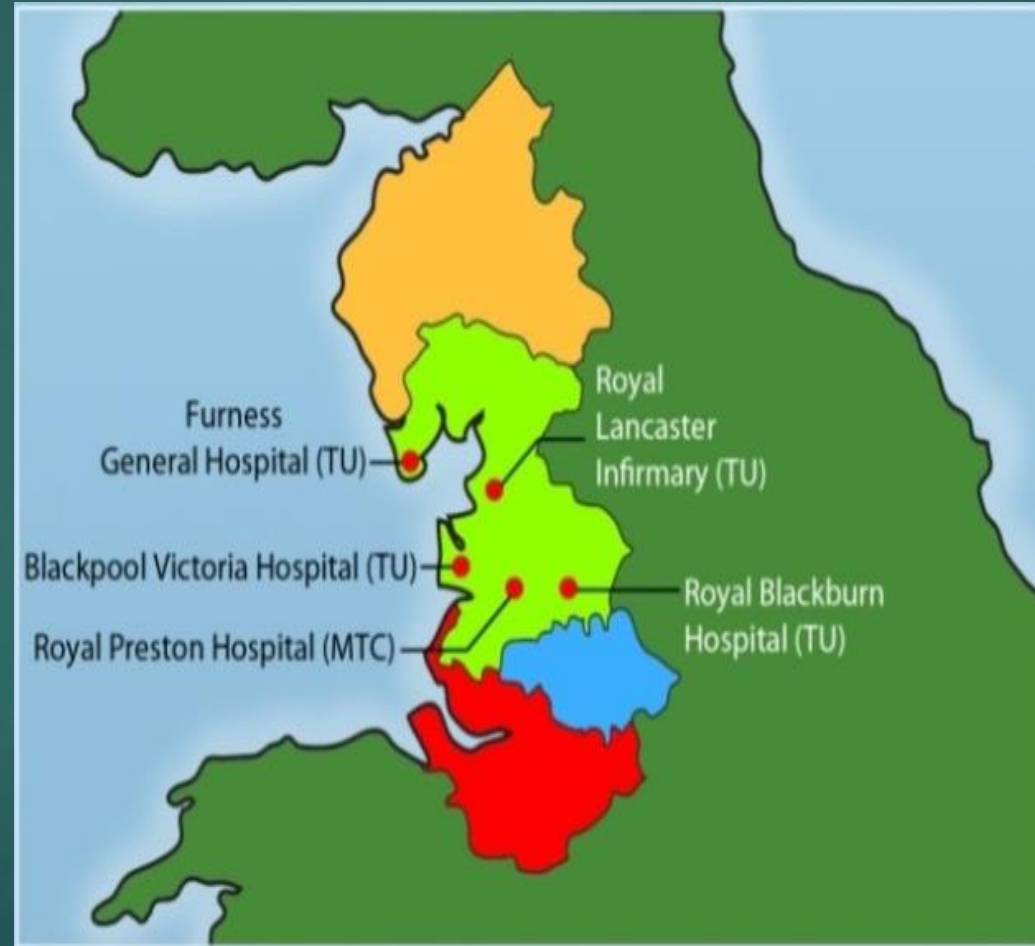 Furness
General Hospital (TU)
Royal
Lancaster
Infirmary (TU)
Blackpool Victoria Hospital (TU)
Royal Preston Hospital (MTC)
Royal Blackburn
Hospital (TU)